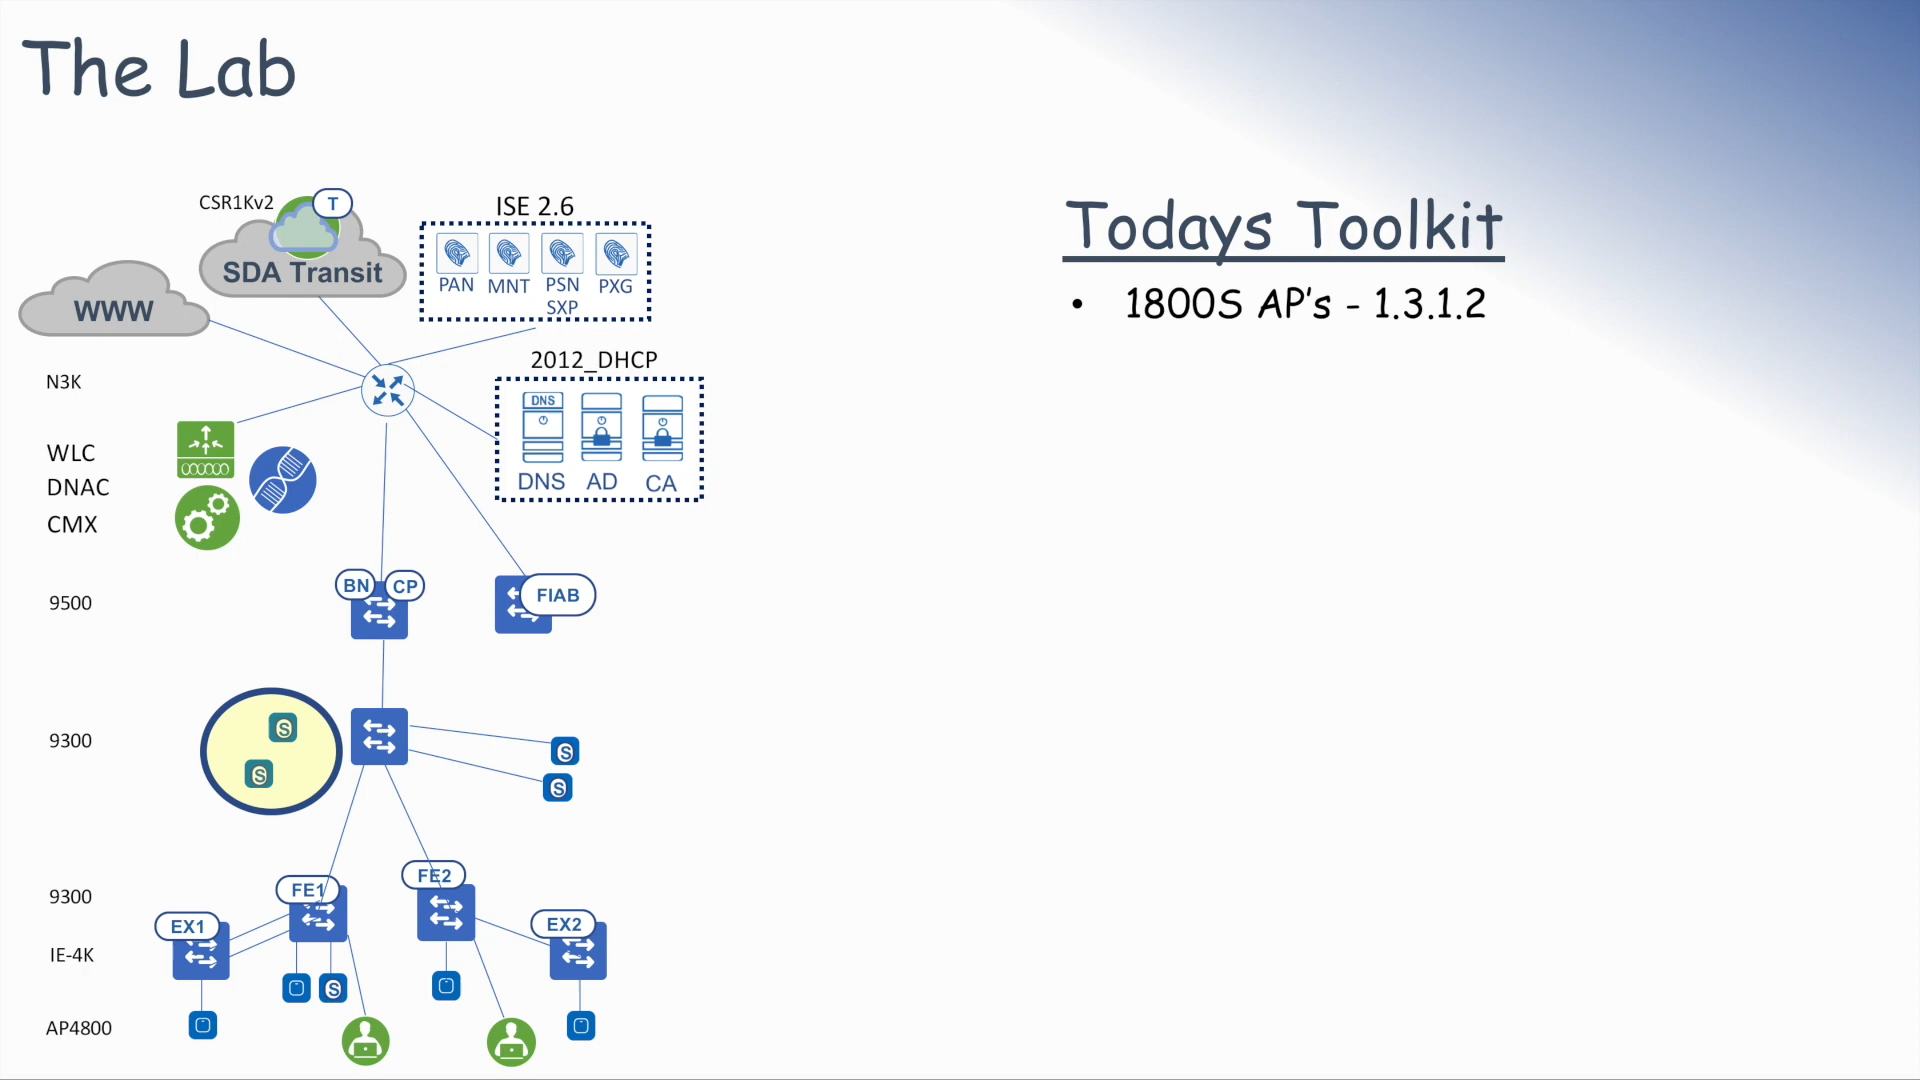 The Lab
CSR1Kv2
T
SDA Transit
WWW
ISE 2.6
PAN MNT PSN PXG
SXP
Todays Toolkit
• 1800S AP's - 1.3.1.2
2012_DHCP
DNS
DNS AD CA
N3K
WLC
DNAC
CMX
BN CP
FIAB
9500
9300
S
S
S
S
9300
FE1
FE2
EX1
EX2
IE-4K
S
AP4800